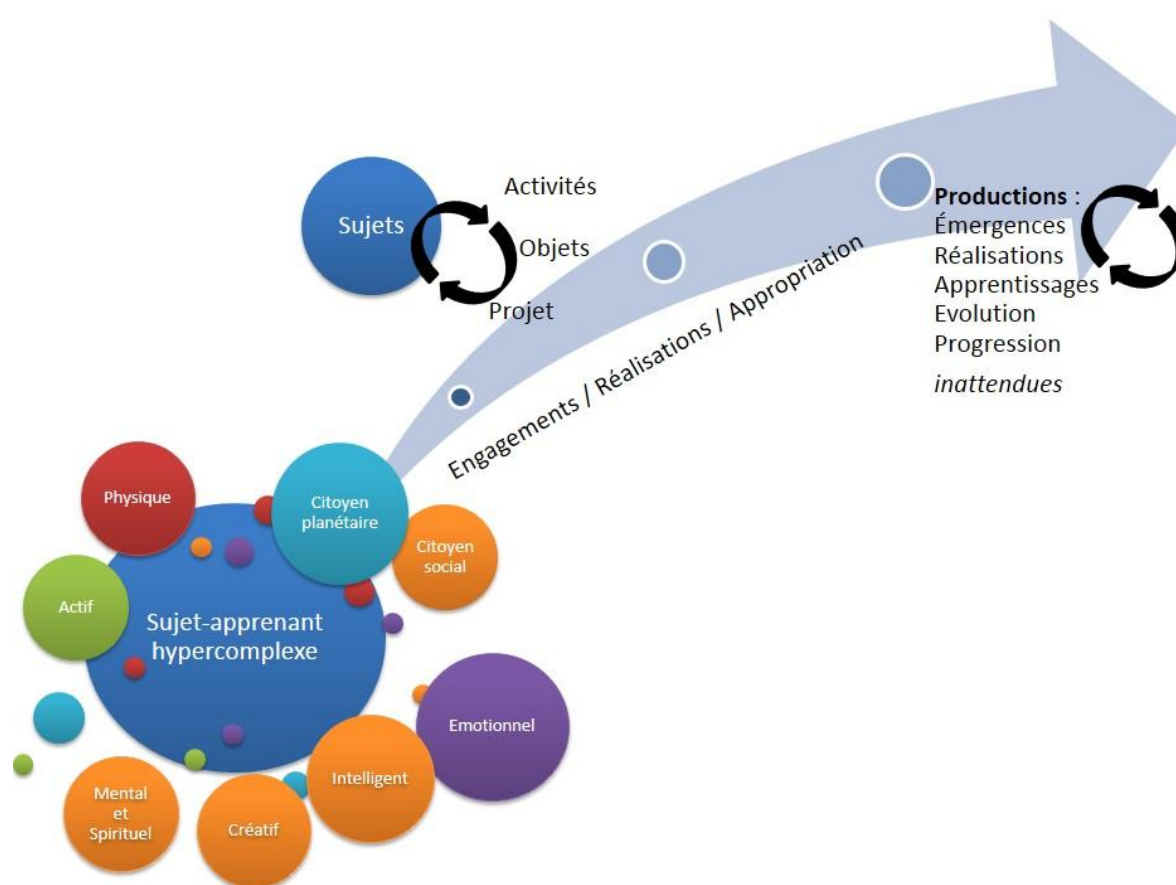 Activités
Sujets
Objets
Projet
Productions :
Émergences
Réalisations
Apprentissages
Evolution
Progression
inattendues
Engagements / Réalisations / Appropriation
Physique
Citoyen
planétaire
Citoyen
social
Actif
Sujet-apprenant
hypercomplexe
Emotionnel
Intelligent
Mental
et
Spirituel
Créatif